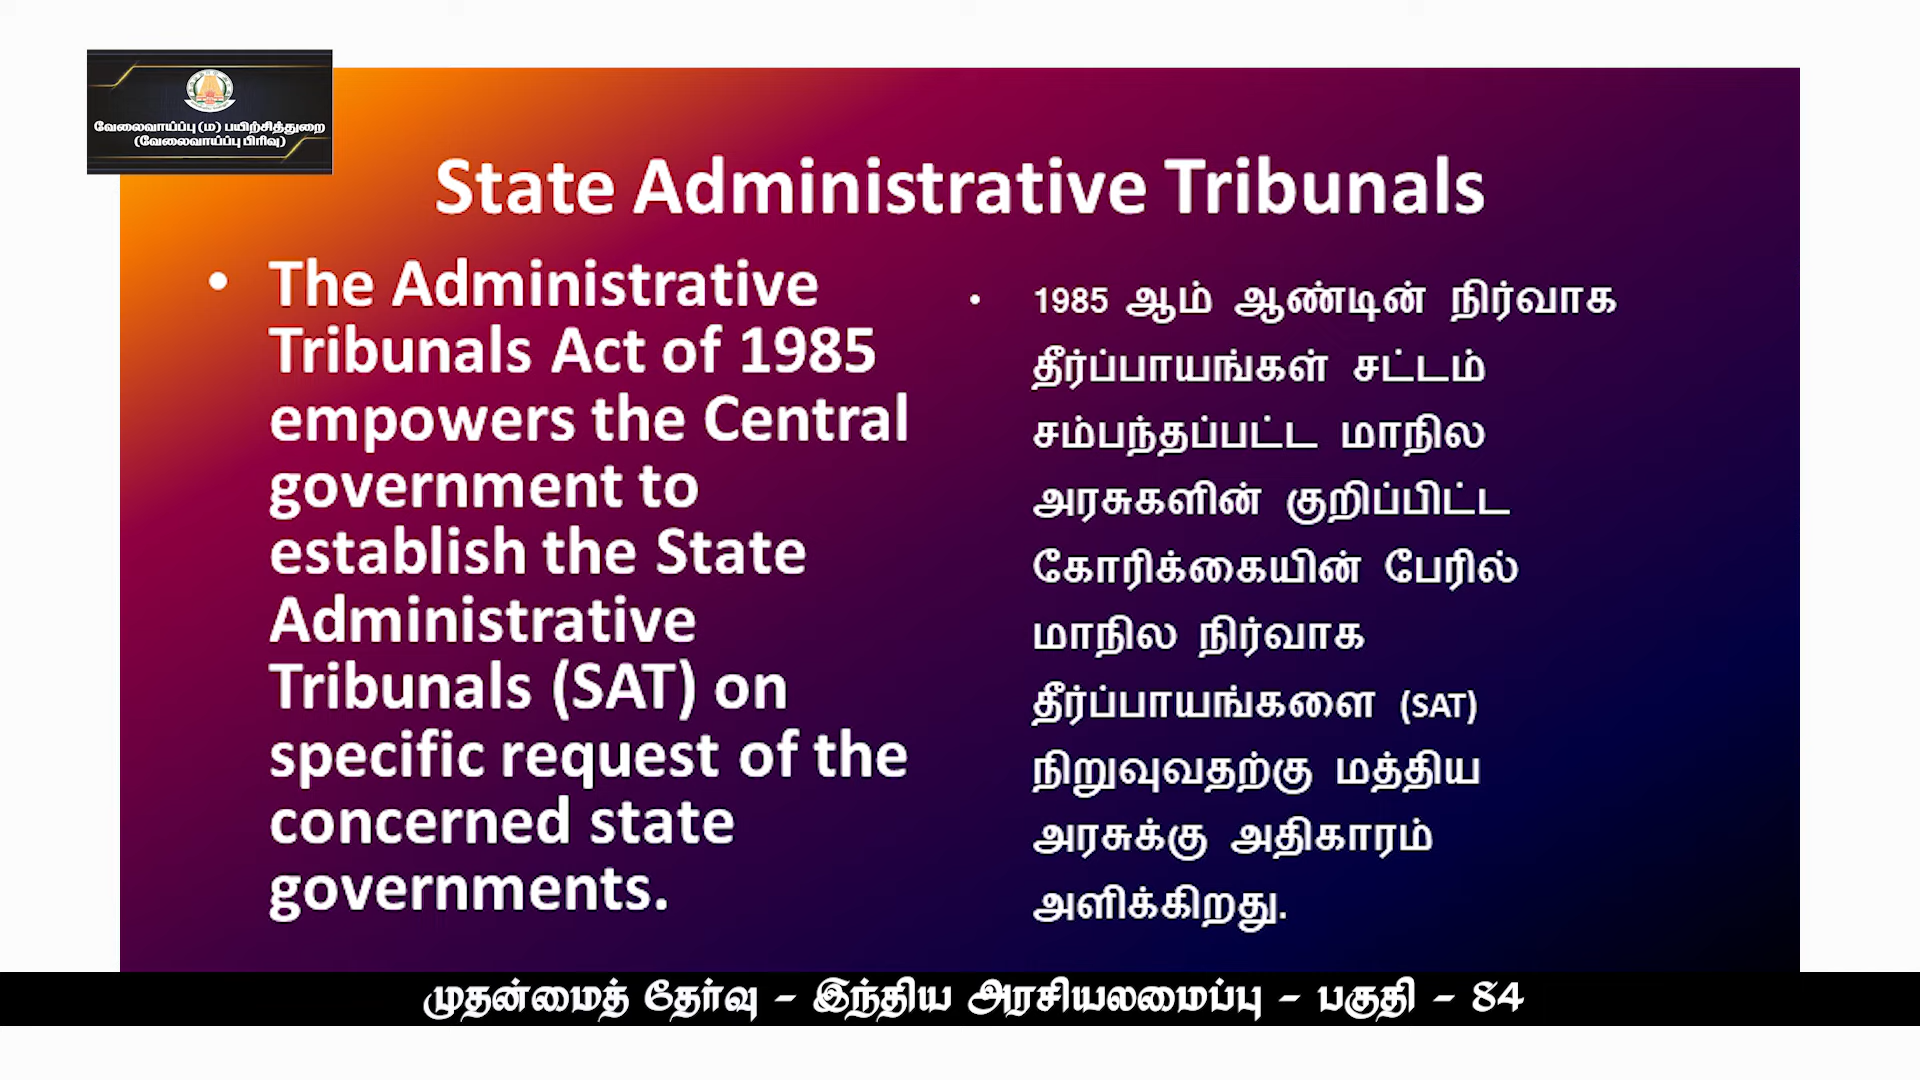 வேலைவாய்ப்பு (ம) பயிற்சித்துறை
(வேலைவாய்ப்பு பிரிவு)
State Administrative Tribunals
• The Administrative
Tribunals Act of 1985
empowers the Central
government to
establish the State
Administrative
Tribunals (SAT) on
specific request of the
concerned state
governments.
• 1985 ஆம் ஆண்டின் நிர்வாக
தீர்ப்பாயங்கள் சட்டம்
சம்பந்தப்பட்ட மாநில
அரசுகளின் குறிப்பிட்ட
கோரிக்கையின் பேரில்
மாநில நிர்வாக
தீர்ப்பாயங்களை (SAT)
நிறுவுவதற்கு மத்திய
அரசுக்கு அதிகாரம்
அளிக்கிறது.
முதன்மைத் தேர்வு - இந்திய அரசியலமைப்பு - பகுதி - 84